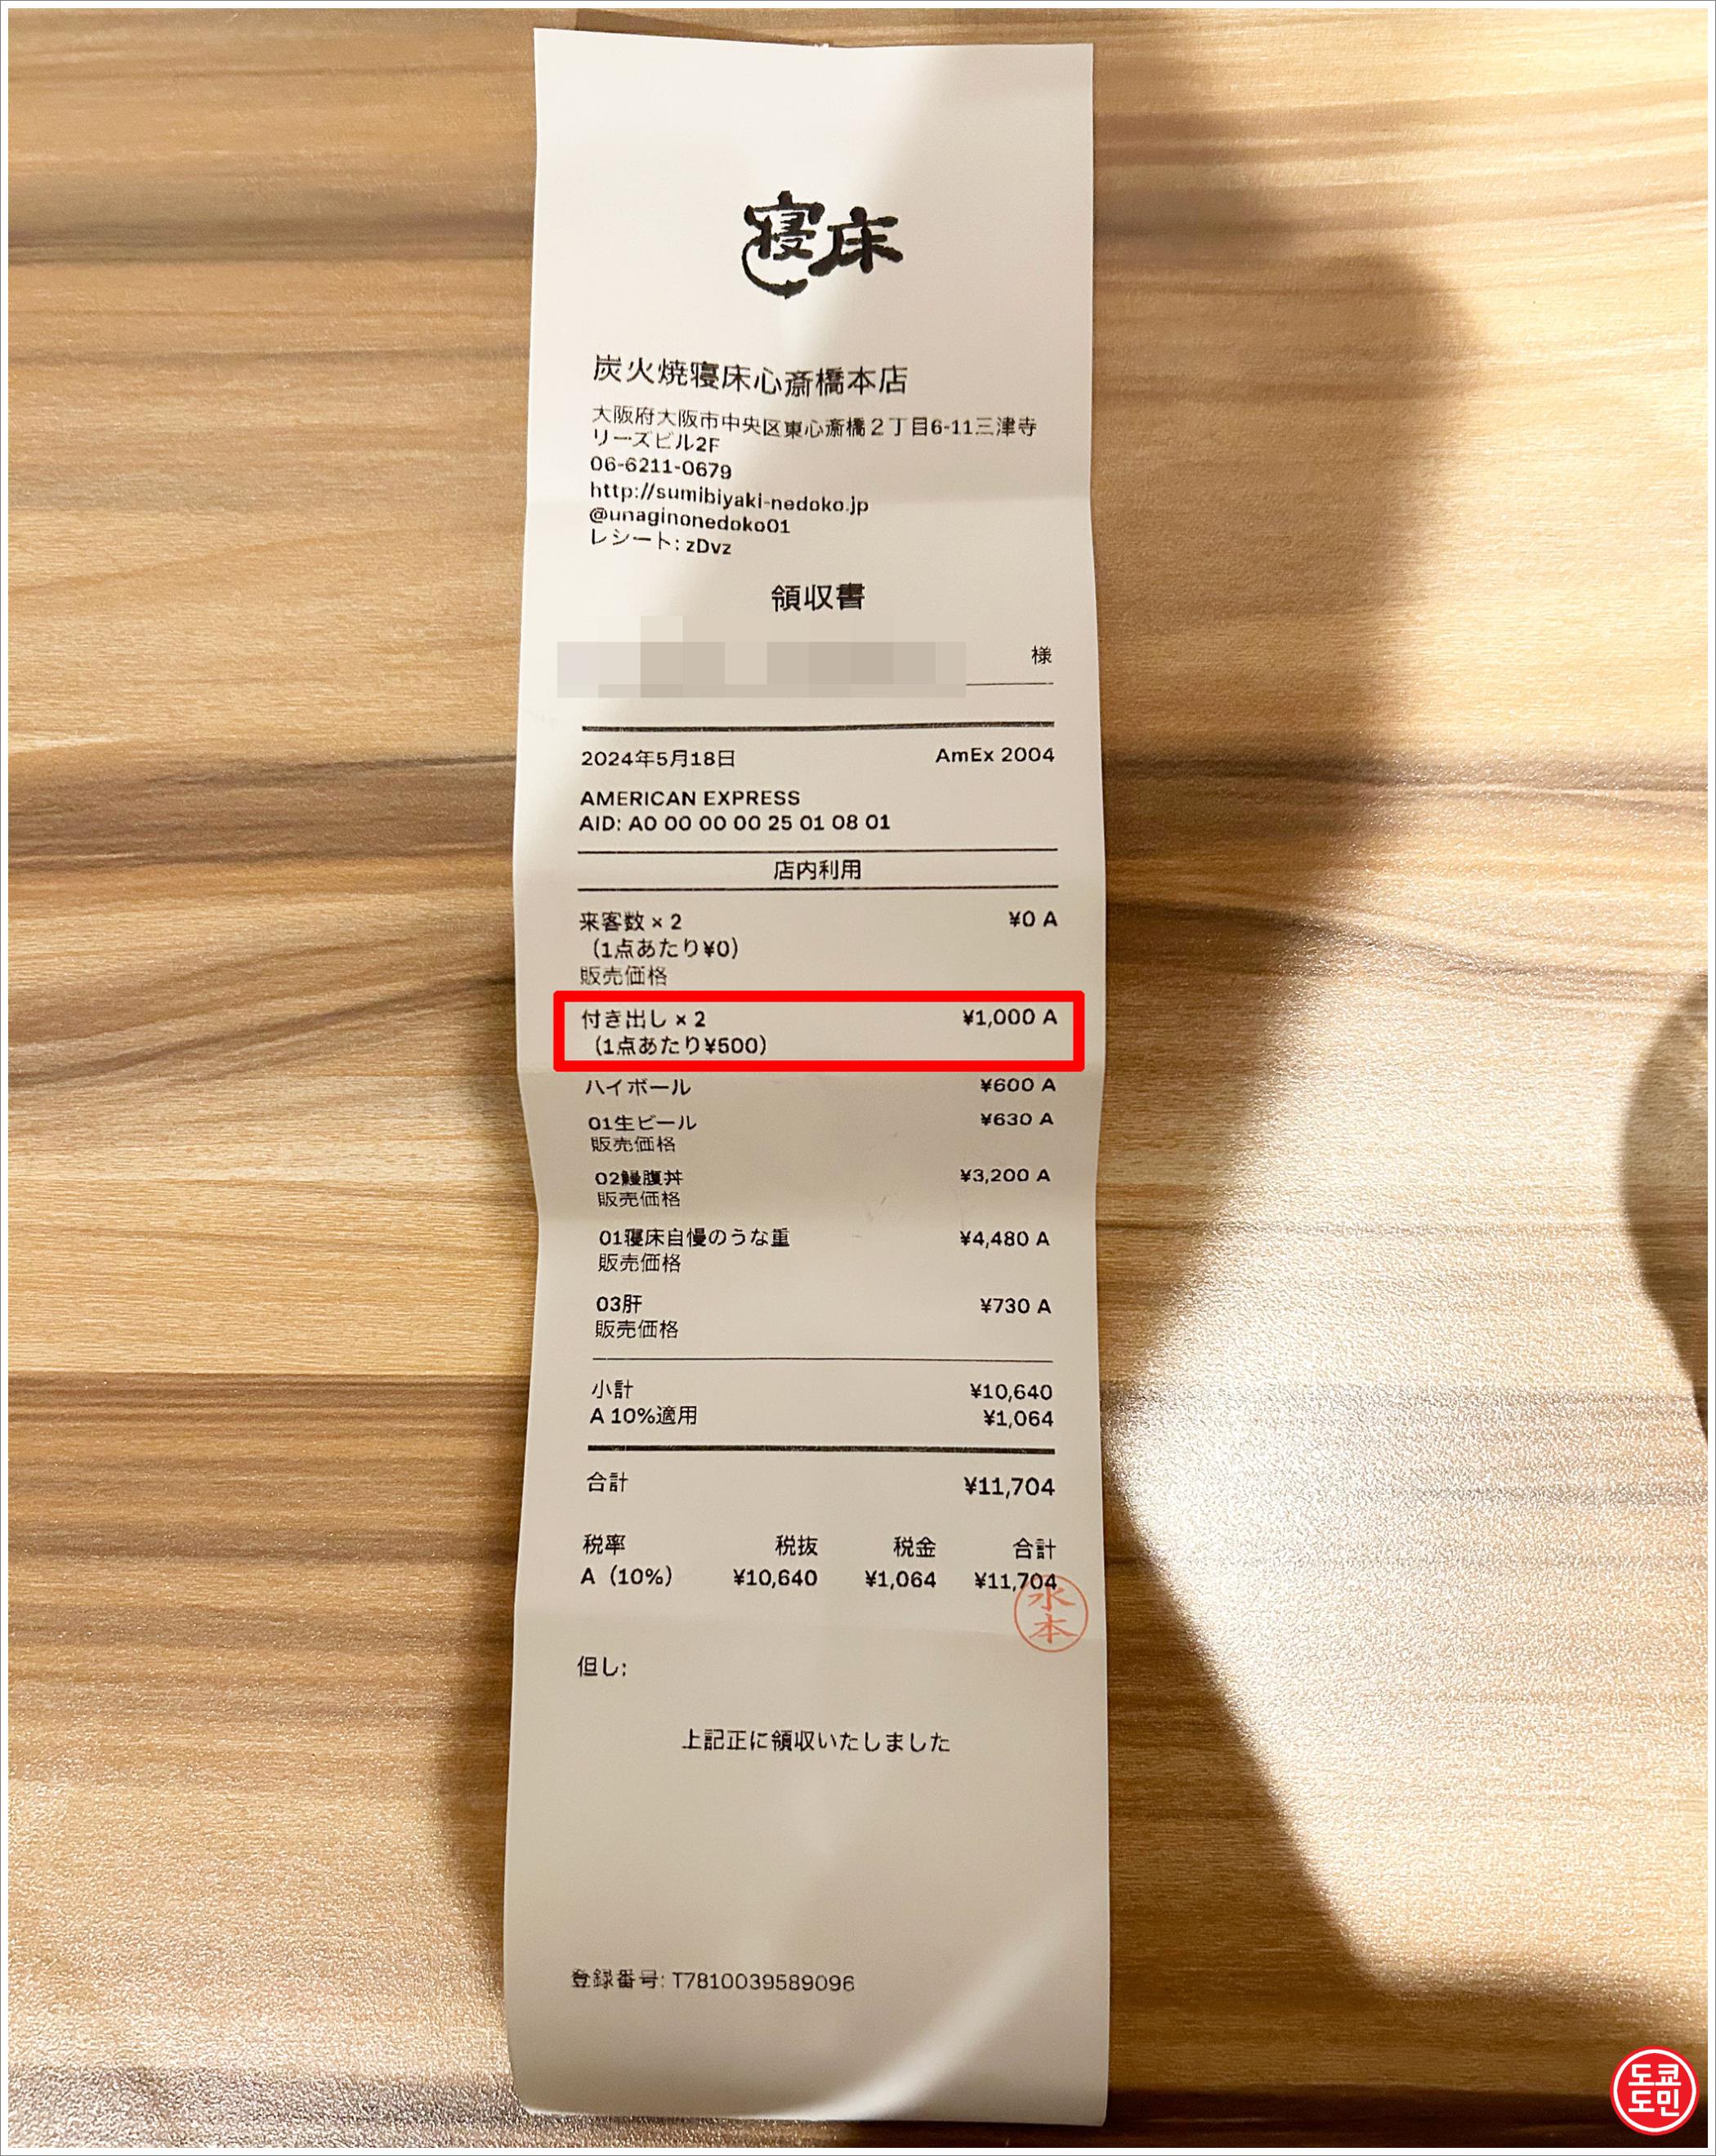 寝床
炭火焼寝床心斎橋本店
大阪府大阪市中央区東心斎橋2丁目6-11三津寺
リーズビル2F
06-6211-0679
http://sumibiyaki-nedoko.jp
@unaginonedoko01
レシート: zDvz
領収書
様
2024年5月18日 AmEx 2004
AMERICAN EXPRESS
AID: A0 00 00 00 25 01 08 01
店内利用
来客数 × 2 ¥0 A
(1点あたり¥0)
販売価格
付き出し × 2 ¥1,000 A
(1点あたり¥500)
ハイボール ¥600 A
01生ビール ¥630 A
販売価格
02鰻腹丼 ¥3,200 A
販売価格
01寝床自慢のうな重 ¥4,480 A
販売価格
03肝 ¥730 A
販売価格
小計 ¥10,640
A 10%適用 ¥1,064
合計 ¥11,704
税率 税抜 税金 合計
A (10%) ¥10,640 ¥1,064 ¥11,704
水本
但し:
上記正に領収いたしました
登録番号: T7810039589096
도쿄
도민